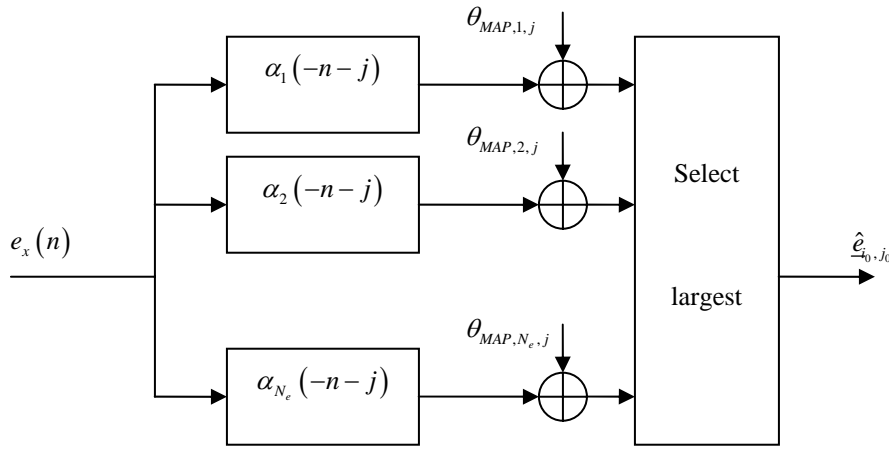 θ_{MAP,1,j}
α_1(−n−j)
θ_{MAP,2,j}
α_2(−n−j)
Select
e_x(n)
ê_{i_0,j_0}
largest
θ_{MAP,N_e,j}
α_{N_e}(−n−j)